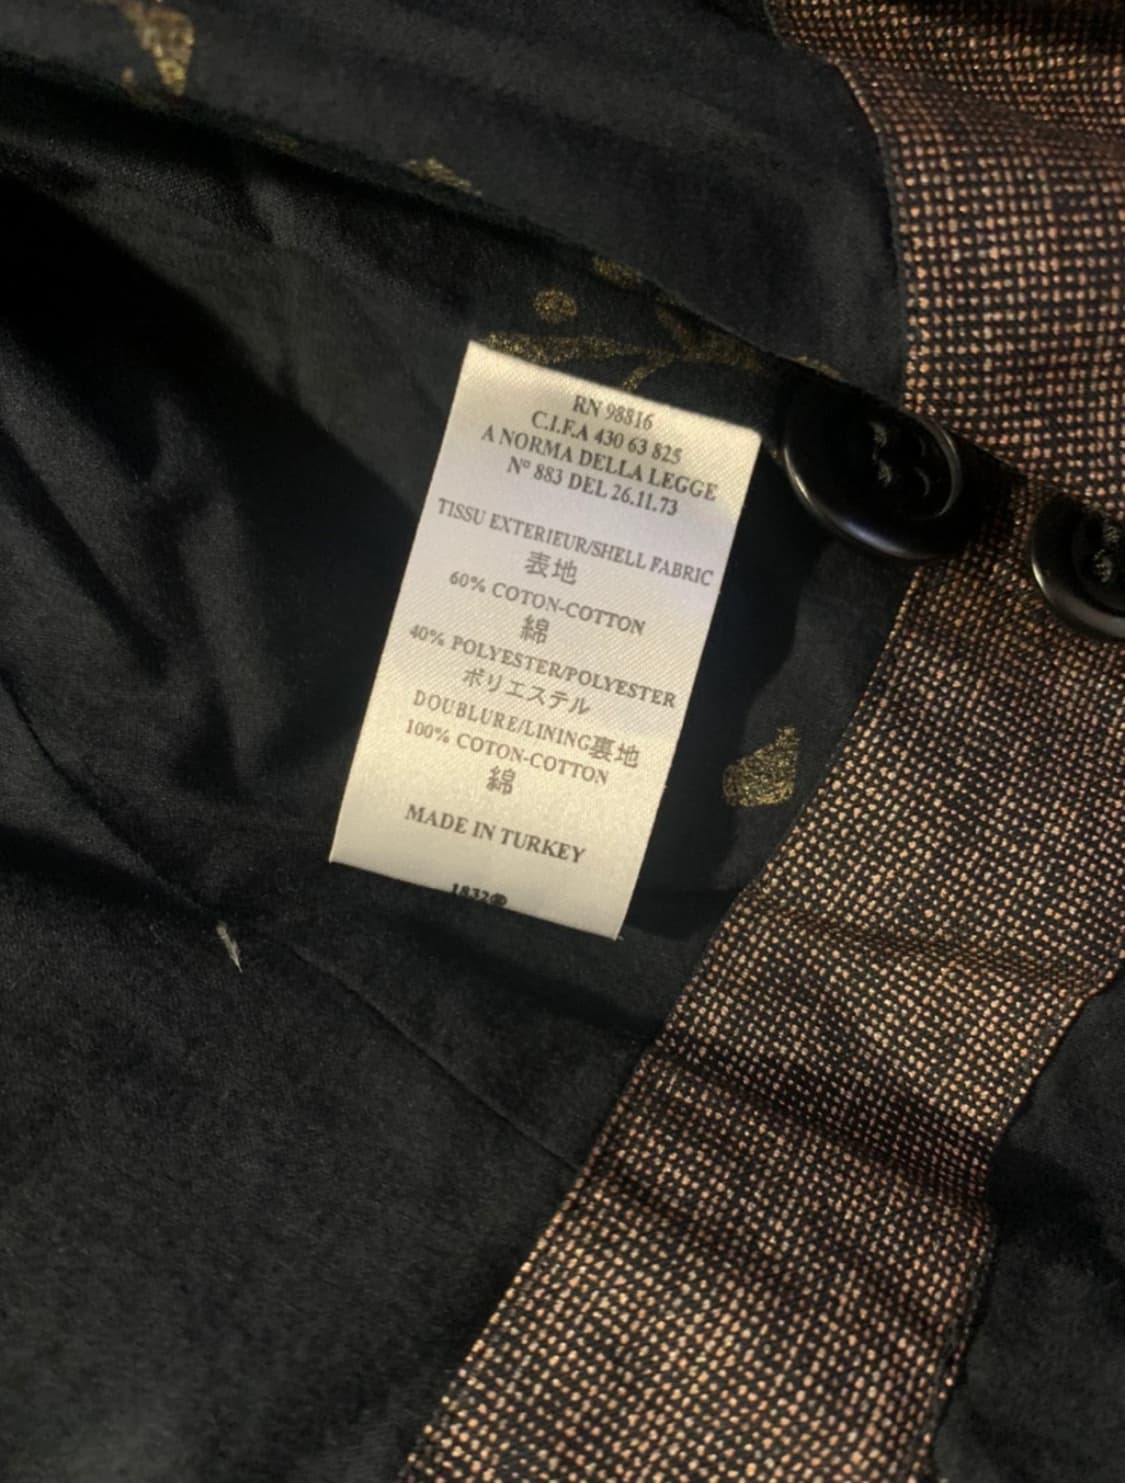 RN 98816
C.I.F.A 430 63 825
A NORMA DELLA LEGGE
N° 883 DEL 26.11.73
TISSU EXTERIEUR/SHELL FABRIC
表地
60% COTON-COTTON
綿
40% POLYESTER/POLYESTER
ポリエステル
DOUBLURE/LINING裏地
100% COTON-COTTON
綿
MADE IN TURKEY
1832®